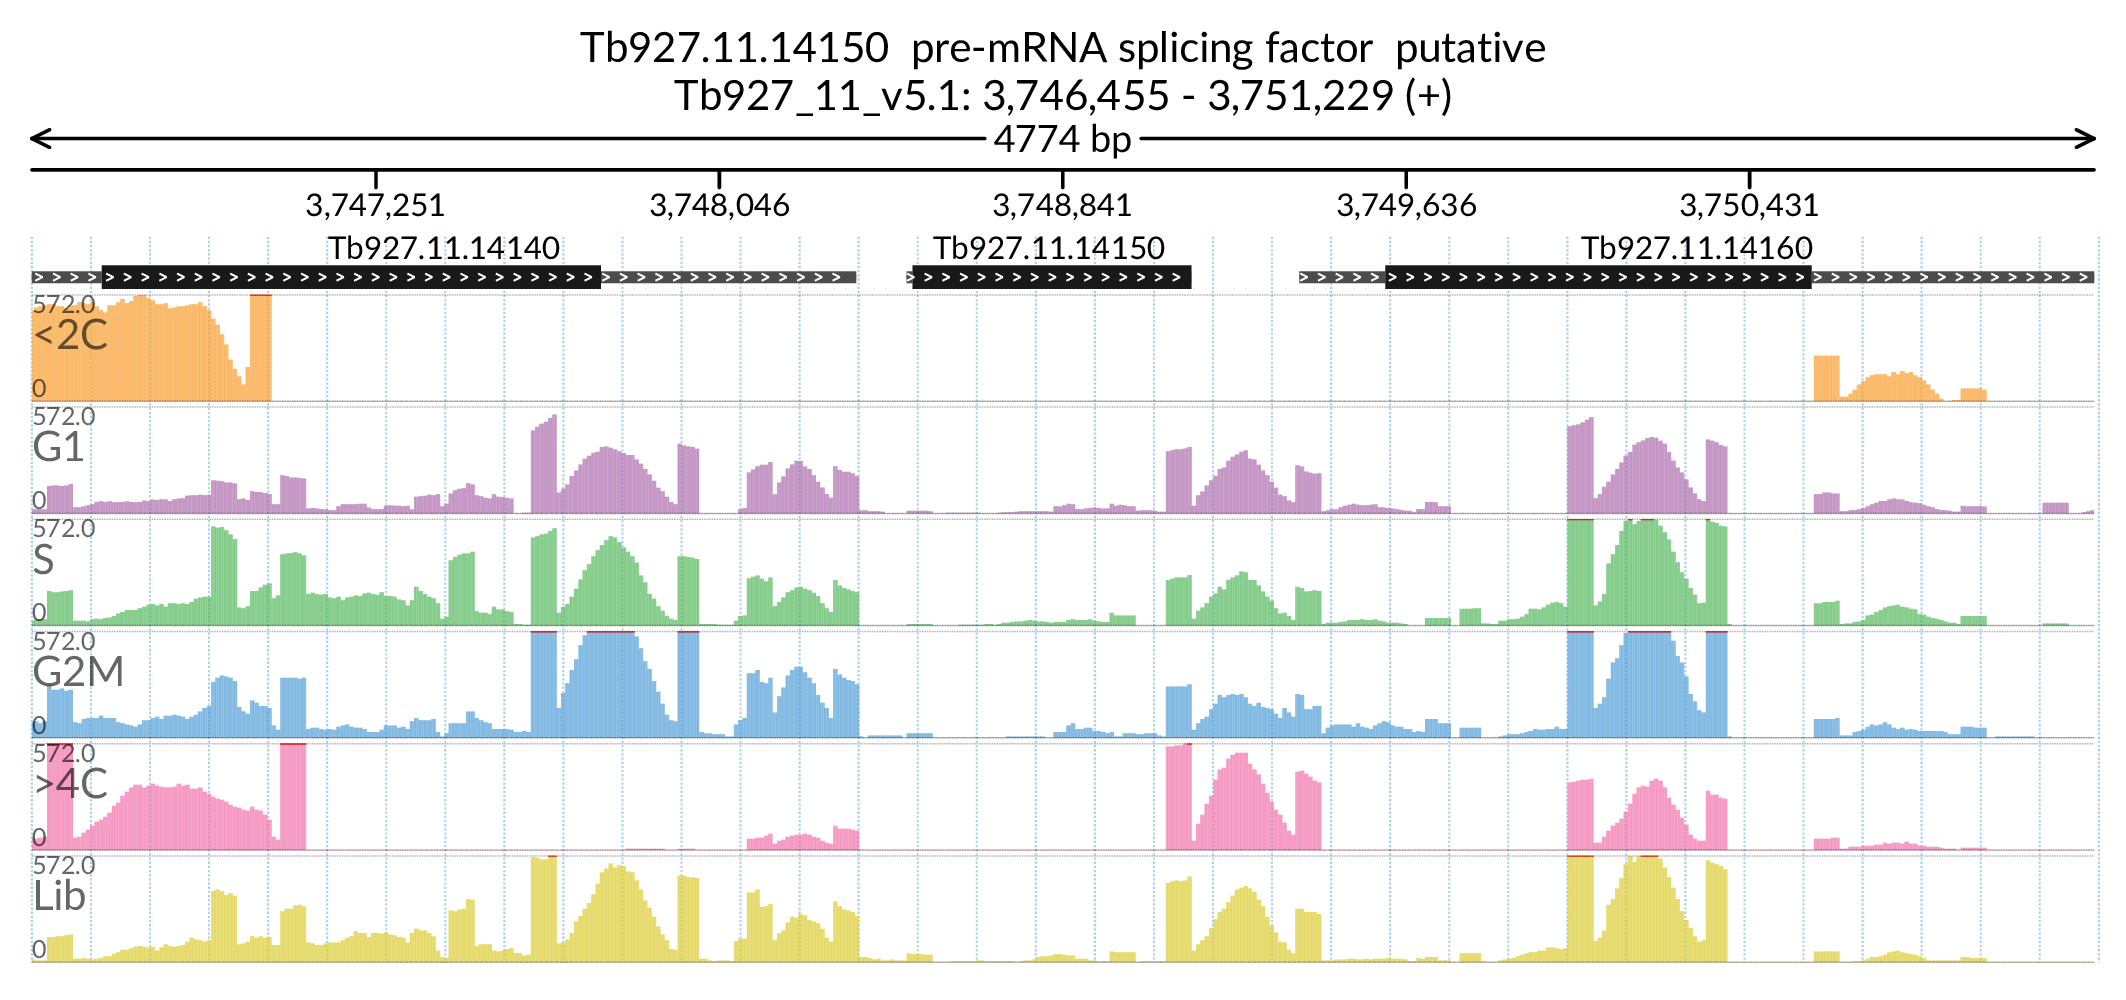 Tb927.11.14150  pre-mRNA splicing factor  putative
Tb927_11_v5.1: 3,746,455 - 3,751,229 (+)
4774 bp
3,747,251 3,748,046 3,748,841 3,749,636 3,750,431
Tb927.11.14140 Tb927.11.14150 Tb927.11.14160
572.0
<2C
0
572.0
G1
0
572.0
S
0
572.0
G2M
0
572.0
>4C
0
572.0
Lib
0